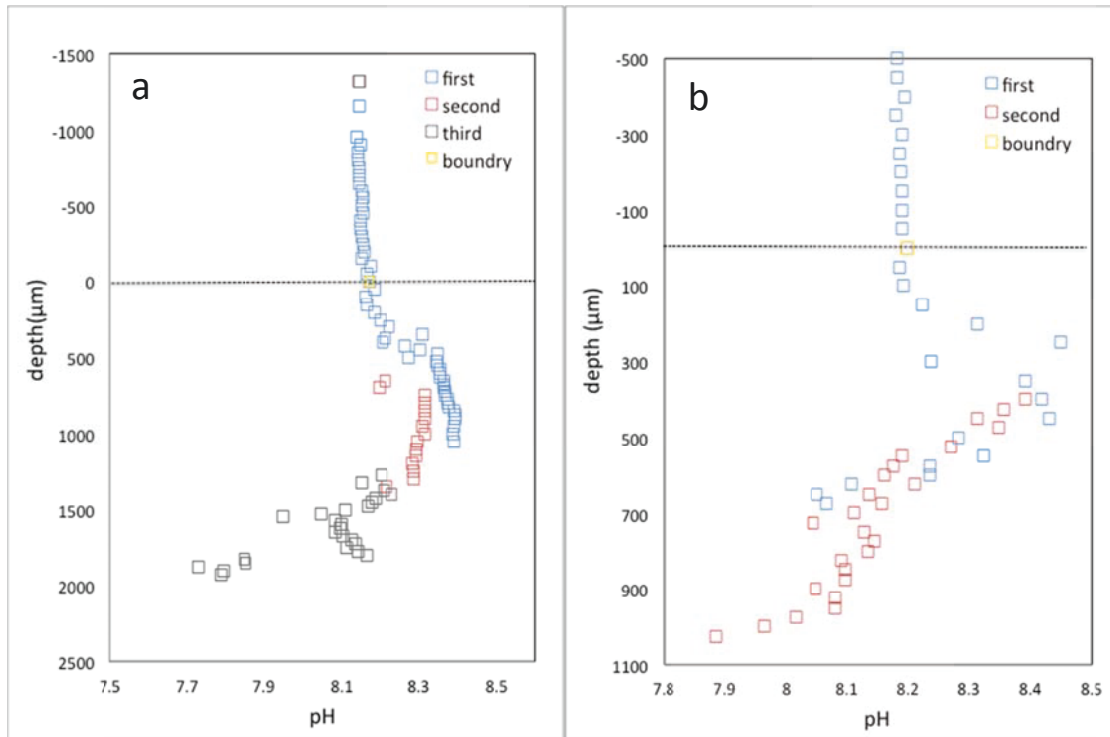 a
first
second
third
boundry
-1500
-1000
-500
0
500
1000
1500
2000
2500
depth(μm)
7.5 7.7 7.9 8.1 8.3 8.5
pH
b
first
second
boundry
-500
-300
-100
100
300
500
700
900
1100
depth (μm)
7.8 7.9 8 8.1 8.2 8.3 8.4 8.5
pH